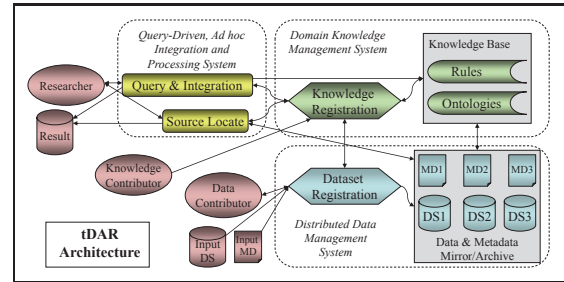 Query-Driven, Ad hoc
Integration and
Processing System
Domain Knowledge
Management System
Knowledge Base
Rules
Ontologies
Researcher
Query & Integration
Knowledge
Registration
Source Locate
Result
Knowledge
Contributor
Data
Contributor
Dataset
Registration
MD1
MD2
MD3
DS1
DS2
DS3
Data & Metadata
Mirror/Archive
Input
DS
Input
MD
Distributed Data
Management
System
tDAR
Architecture